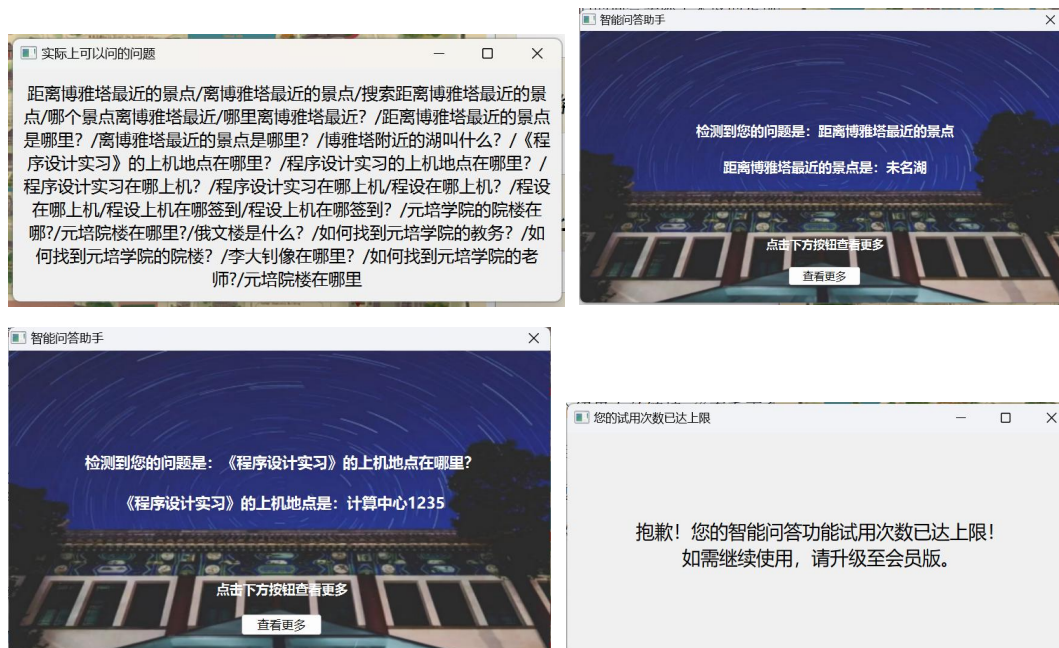 实际上可以问的问题
距离博雅塔最近的景点/离博雅塔最近的景点/搜索距离博雅塔最近的景
点/哪个景点离博雅塔最近/哪里离博雅塔最近？/距离博雅塔最近的景点
是哪里？/离博雅塔最近的景点是哪里？/博雅塔附近的湖叫什么？/《程
序设计实习》的上机地点在哪里？/程序设计实习的上机地点在哪里？/
程序设计实习在哪上机？/程序设计实习在哪上机/程设在哪上机？/程设
在哪上机/程设上机在哪签到/程设上机在哪签到？/元培学院的院楼在
哪?/元培院楼在哪里?/俄文楼是什么？/如何找到元培学院的教务？/如
何找到元培学院的院楼？/李大钊像在哪里？/如何找到元培学院的老
师?/元培院楼在哪里
智能问答助手
检测到您的问题是：距离博雅塔最近的景点
距离博雅塔最近的景点是：未名湖
点击下方按钮查看更多
查看更多
智能问答助手
检测到您的问题是：《程序设计实习》的上机地点在哪里？
《程序设计实习》的上机地点是：计算中心1235
点击下方按钮查看更多
查看更多
您的试用次数已达上限
抱歉！您的智能问答功能试用次数已达上限！
如需继续使用，请升级至会员版。